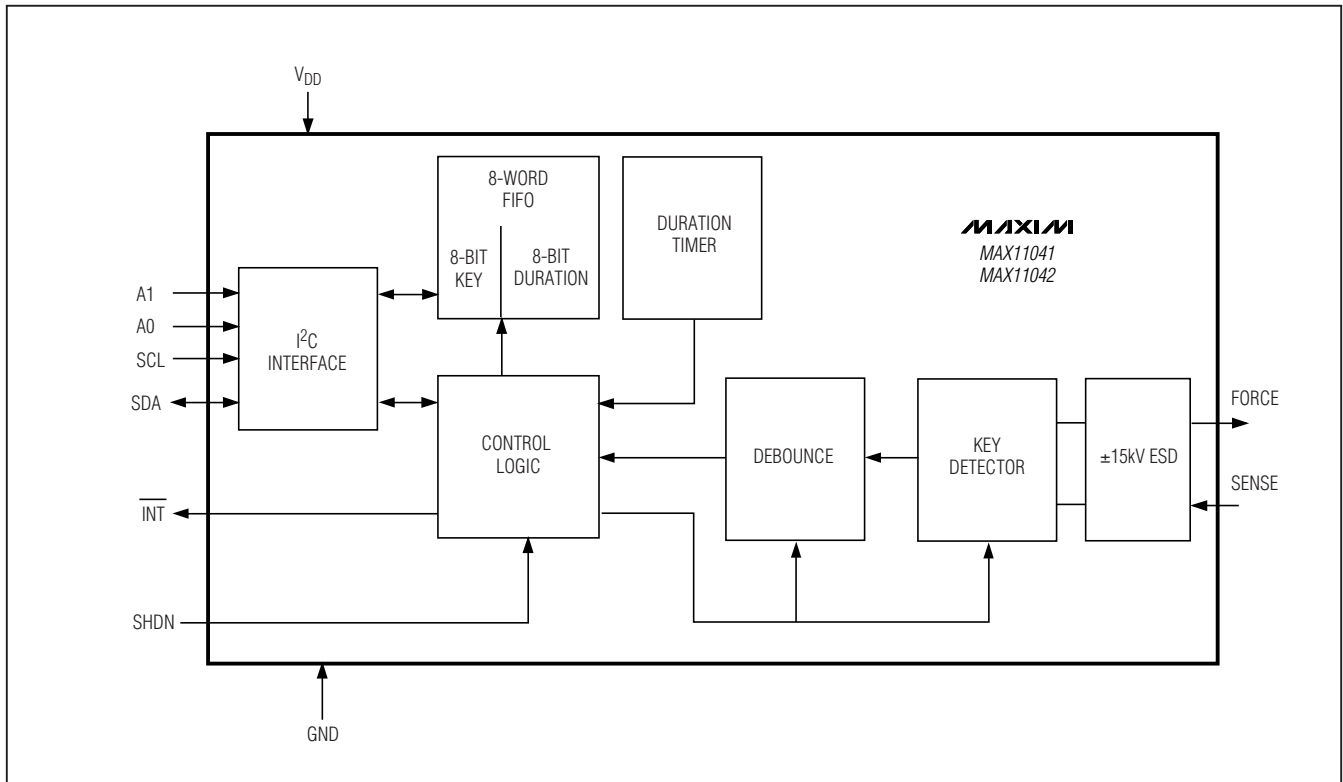 V_DD
8-WORD
FIFO
8-BIT
KEY
8-BIT
DURATION
DURATION
TIMER
MAXIM
MAX11041
MAX11042
A1
A0
SCL
SDA
I²C
INTERFACE
CONTROL
LOGIC
DEBOUNCE
KEY
DETECTOR
±15kV ESD
FORCE
SENSE
I̅N̅T̅
SHDN
GND